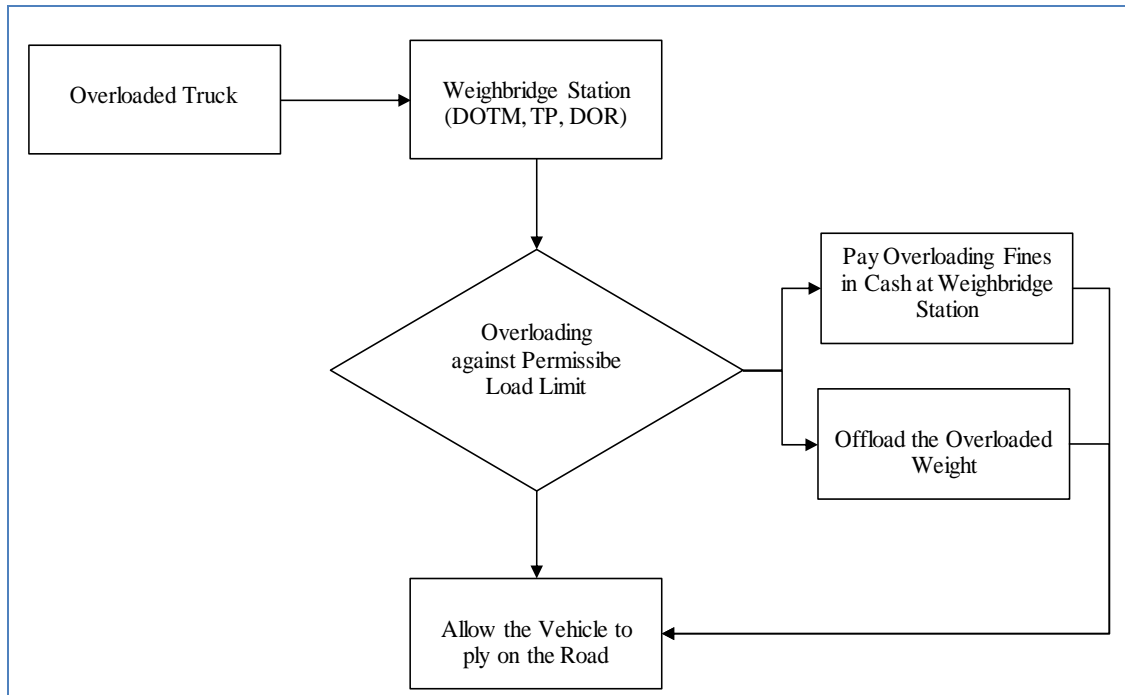 Overloaded Truck
Weighbridge Station
(DOTM, TP, DOR)
Overloading
against Permissibe
Load Limit
Pay Overloading Fines
in Cash at Weighbridge
Station
Offload the Overloaded
Weight
Allow the Vehicle to
ply on the Road